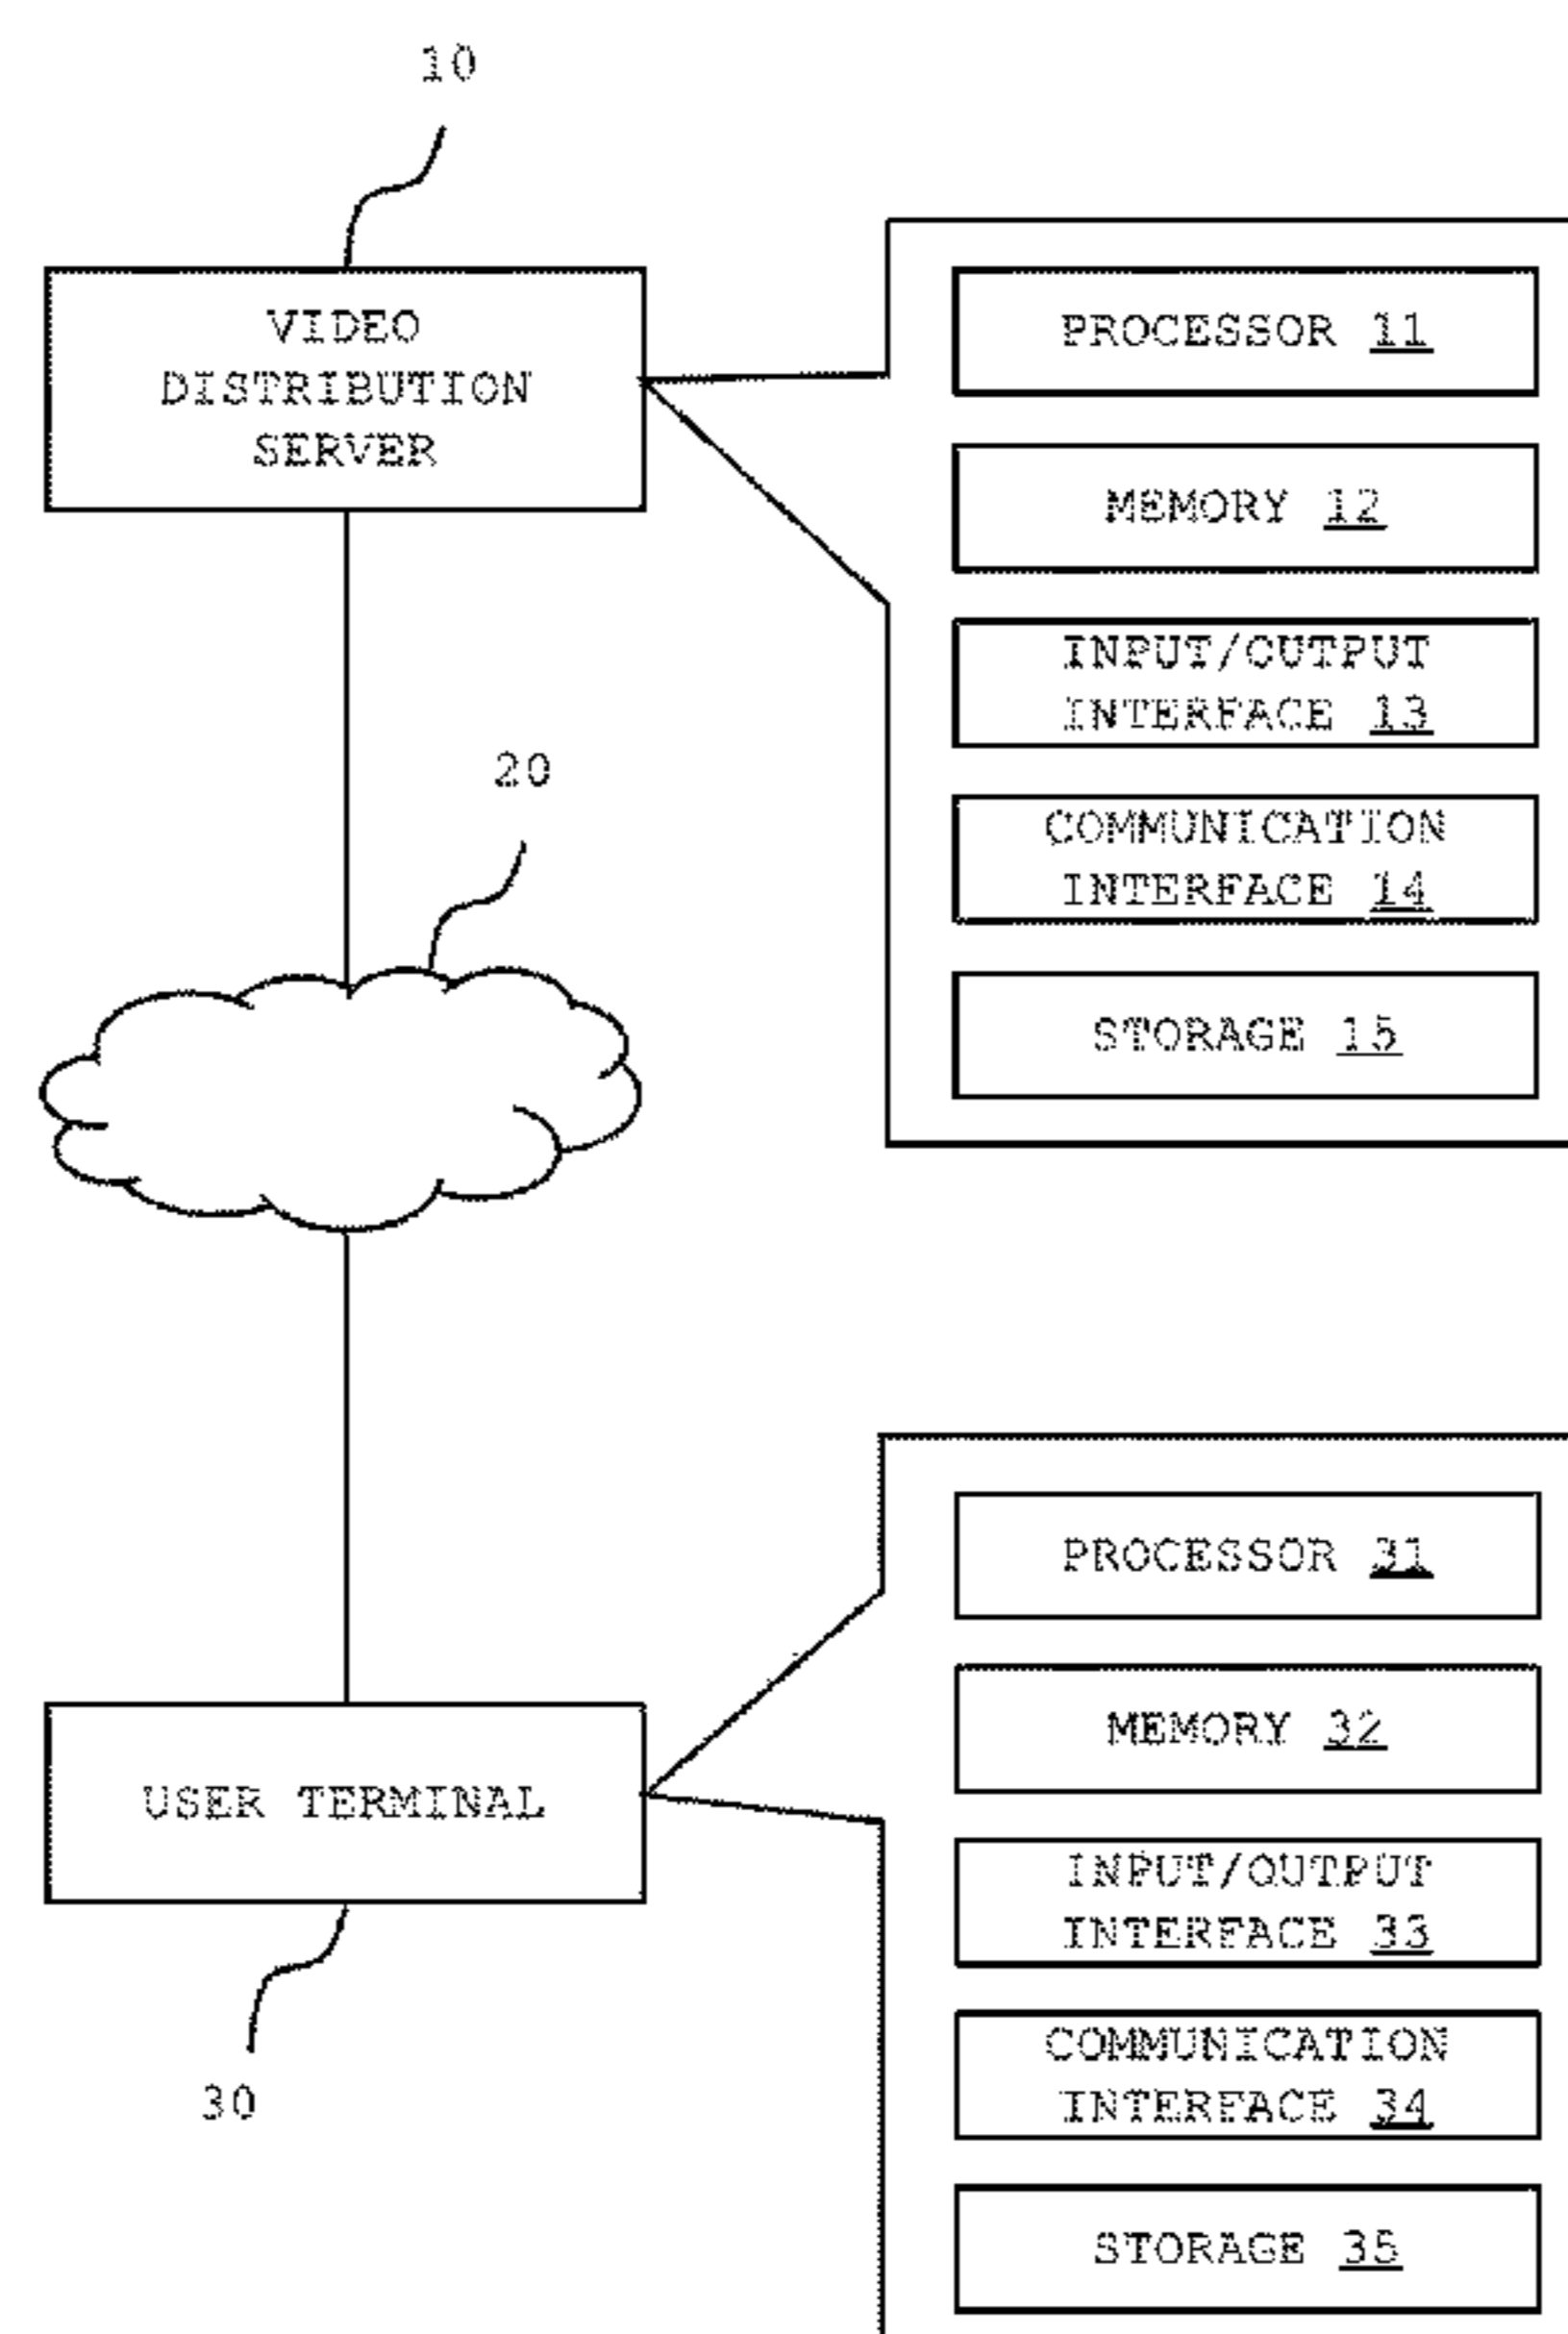 10
VIDEO
DISTRIBUTION
SERVER
PROCESSOR 11
MEMORY 12
INPUT/OUTPUT
INTERFACE 13
COMMUNICATION
INTERFACE 14
STORAGE 15
20
PROCESSOR 31
MEMORY 32
INPUT/OUTPUT
INTERFACE 33
COMMUNICATION
INTERFACE 34
STORAGE 35
USER TERMINAL
30